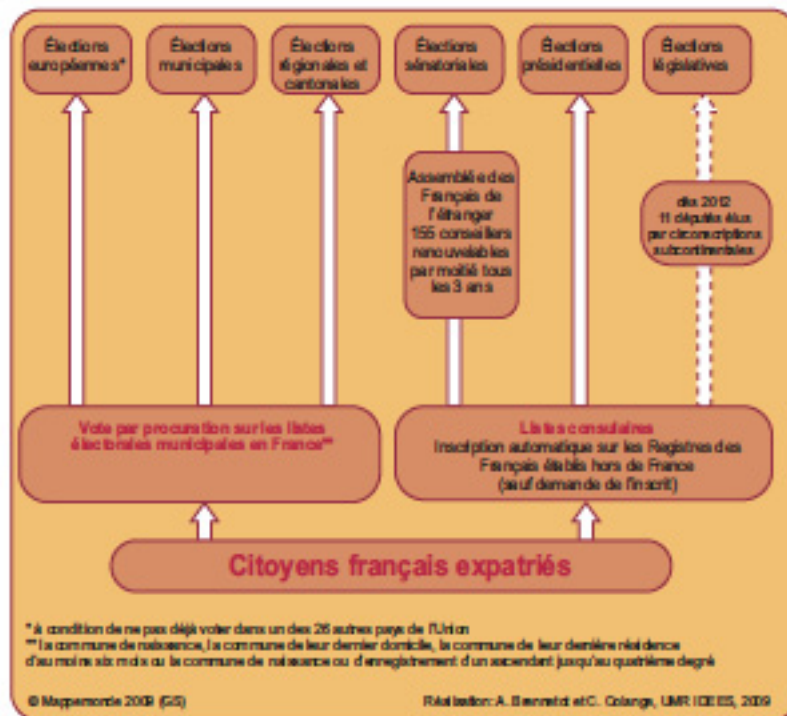 Élections
européennes*
Élections
municipales
Élections
régionales et
cantonales
Élections
sénatoriales
Élections
présidentielles
Élections
législatives
Assemblée des
Français de
l'étranger
155 conseillers
renouvelables
par moitié tous
les 3 ans
dès 2012
11 députés élus
par circonscriptions
subcontinentales
Vote par procuration sur les listes
électorales municipales en France**
Listes consulaires
Inscription automatique sur les Registres des
Français établis hors de France
(sauf demande de l'inscrit)
Citoyens français expatriés
* à condition de ne pas déjà voter dans un des 26 autres pays de l'Union
** la commune de naissance, la commune de leur dernier domicile, la commune de leur dernière résidence
d'au moins six mois ou la commune de naissance ou d'enregistrement d'un ascendant jusqu'au quatrième degré
© Mappemonde 2009 (GIS)
Réalisation: A. Bennetot et C. Colange, UMR IDEES, 2009